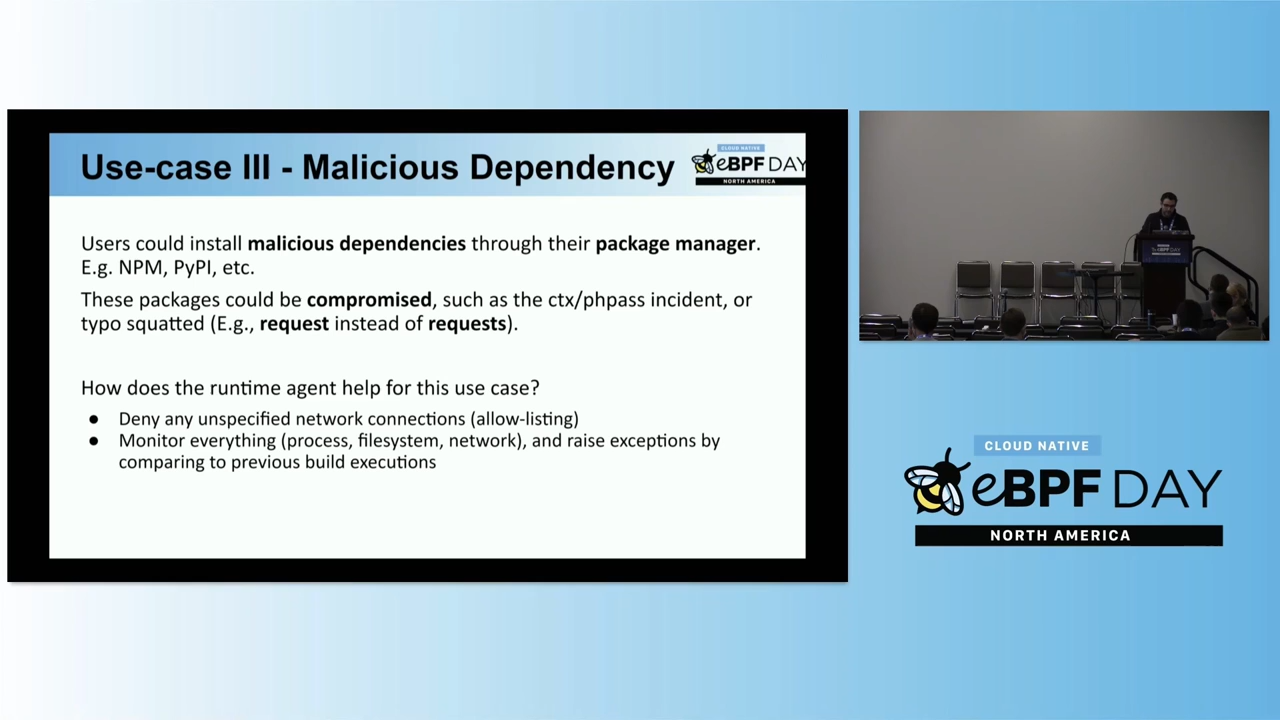 Use-case III - Malicious Dependency
CLOUD NATIVE
eBPF DAY
NORTH AMERICA
Users could install malicious dependencies through their package manager.
E.g. NPM, PyPI, etc.
These packages could be compromised, such as the ctx/phpass incident, or
typo squatted (E.g., request instead of requests).
How does the runtime agent help for this use case?
● Deny any unspecified network connections (allow-listing)
● Monitor everything (process, filesystem, network), and raise exceptions by
comparing to previous build executions
eBPF DAY
CLOUD NATIVE
eBPF DAY
NORTH AMERICA